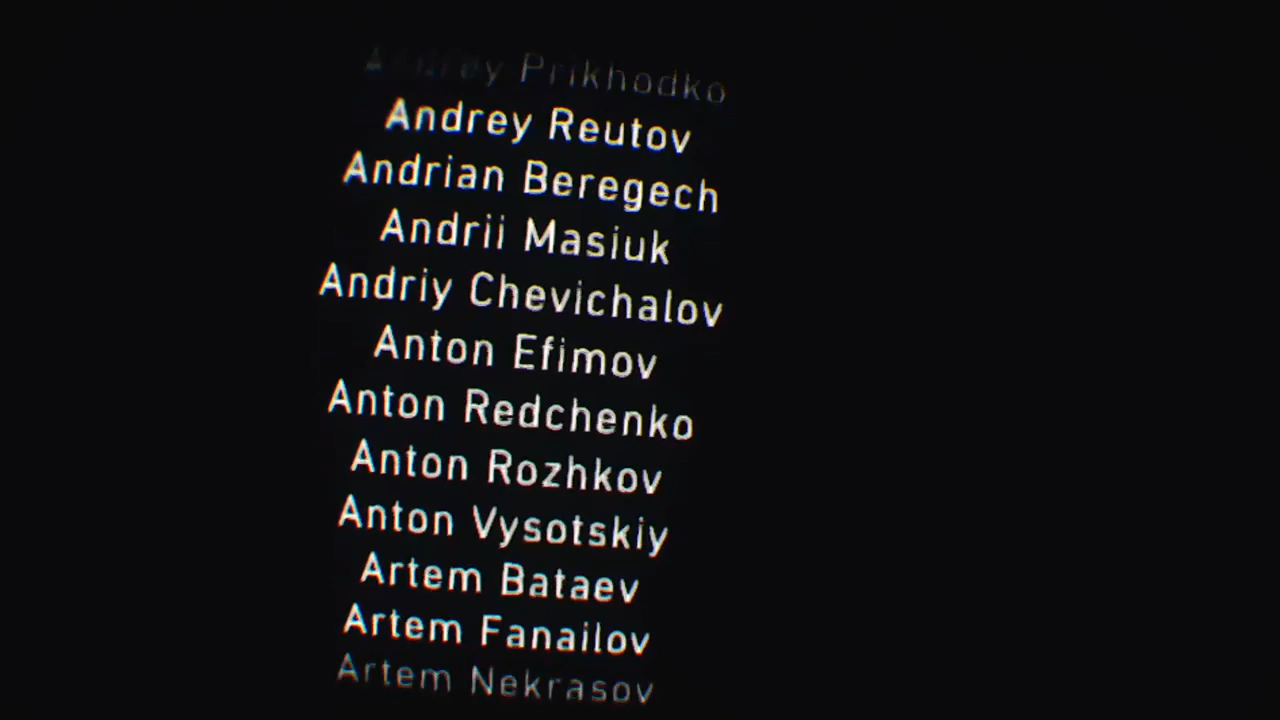 Andrey Prikhodko
Andrey Reutov
Andrian Beregech
Andrii Masiuk
Andriy Chevichalov
Anton Efimov
Anton Redchenko
Anton Rozhkov
Anton Vysotskiy
Artem Bataev
Artem Fanailov
Artem Nekrasov